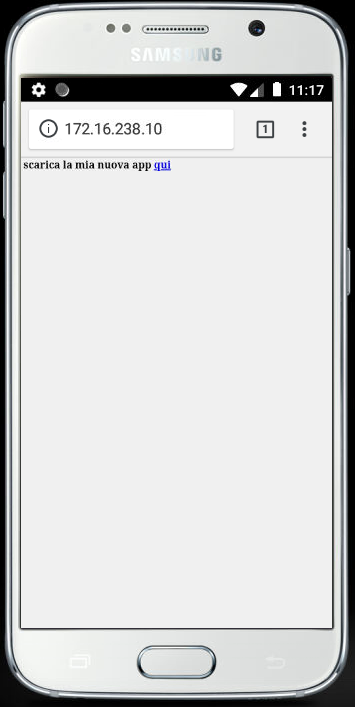 SAMSUNG
11:17
172.16.238.10
1
scarica la mia nuova app qui